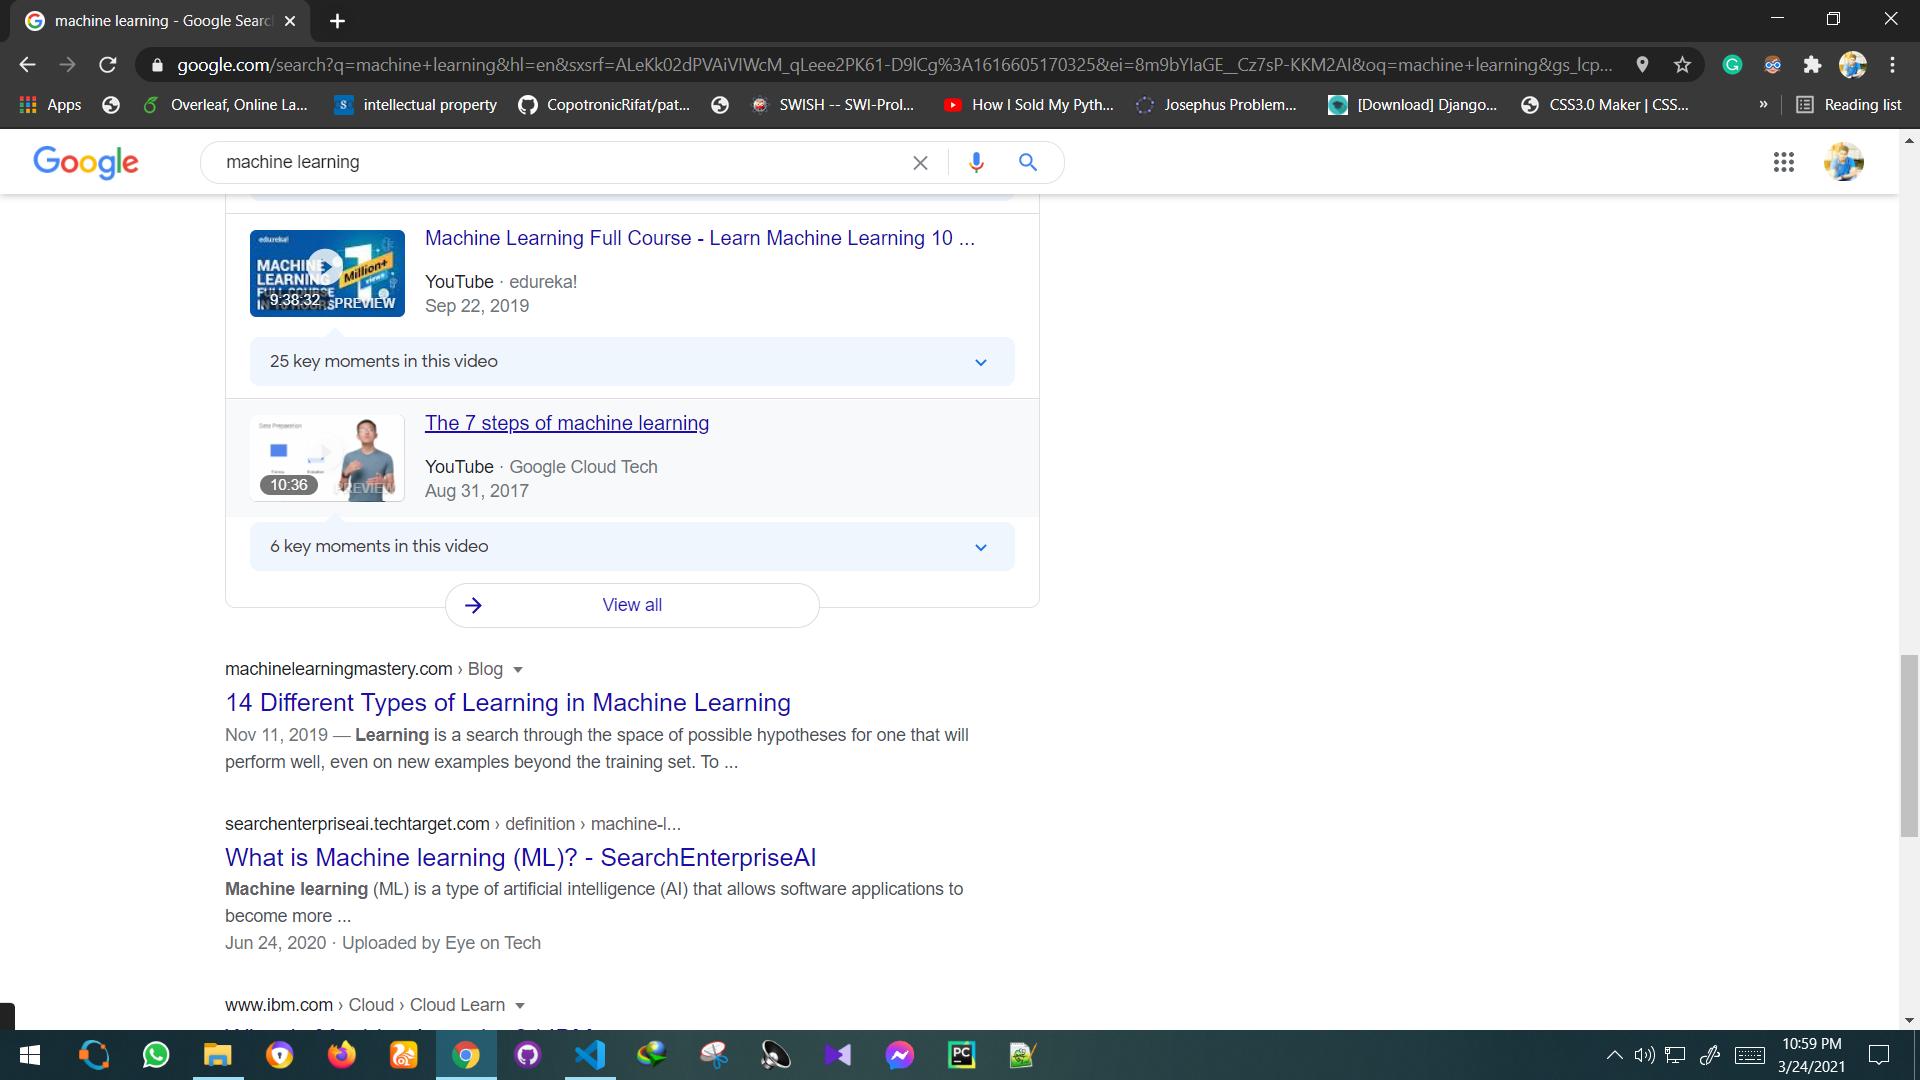 machine learning - Google Searc
google.com/search?q=machine+learning&hl=en&sxsrf=ALeKk02dPVAiVIWcM_qLeee2PK61-D9lCg%3A1616605170325&ei=8m9bYIaGE__Cz7sP-KKM2AI&oq=machine+learning&gs_lcp...
Apps Overleaf, Online La... intellectual property CopotronicRifat/pat... SWISH -- SWI-Prol... How I Sold My Pyth... Josephus Problem... [Download] Django... CSS3.0 Maker | CSS... » Reading list
Google machine learning
edureka!
MACHINE
LEARNING
Million+
views
9:38:32 PREVIEW
Machine Learning Full Course - Learn Machine Learning 10 ...
YouTube · edureka!
Sep 22, 2019
25 key moments in this video
Data Preparation
10:36 PREVIEW
The 7 steps of machine learning
YouTube · Google Cloud Tech
Aug 31, 2017
6 key moments in this video
View all
machinelearningmastery.com › Blog
14 Different Types of Learning in Machine Learning
Nov 11, 2019 — Learning is a search through the space of possible hypotheses for one that will
perform well, even on new examples beyond the training set. To ...
searchenterpriseai.techtarget.com › definition › machine-l...
What is Machine learning (ML)? - SearchEnterpriseAI
Machine learning (ML) is a type of artificial intelligence (AI) that allows software applications to
become more ...
Jun 24, 2020 · Uploaded by Eye on Tech
www.ibm.com › Cloud › Cloud Learn
10:59 PM
3/24/2021